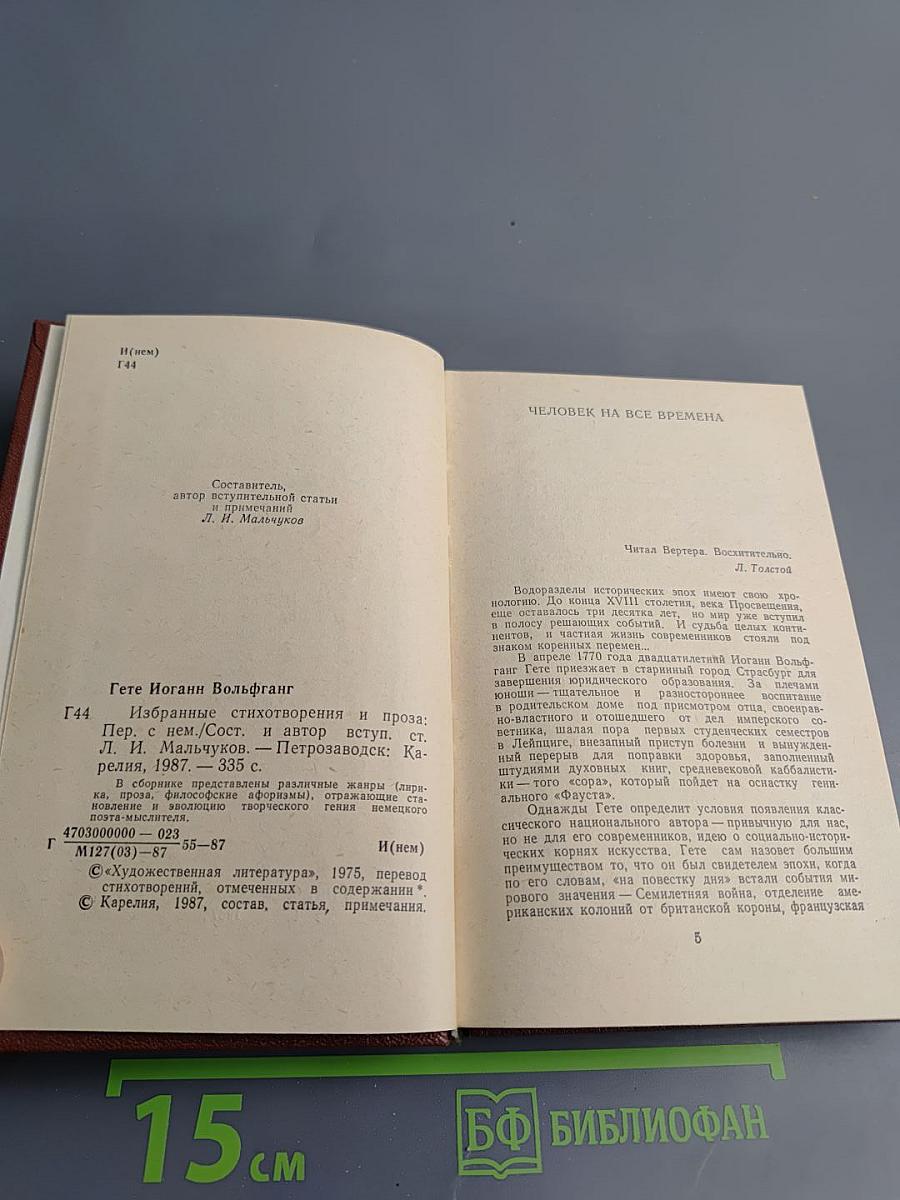 И(нем)
Г44
Составитель,
автор вступительной статьи
и примечаний
Л. И. Мальчуков
Гете Иоганн Вольфганг
Г44 Избранные стихотворения и проза:
Пер. с нем./Сост. и автор вступ. ст.
Л. И. Мальчуков. — Петрозаводск: Ка-
релия, 1987. — 335 с.
В сборнике представлены различные жанры (лири-
ка, проза, философские афоризмы), отражающие ста-
новление и эволюцию творческого гения немецкого
поэта-мыслителя.
Г 4703000000 — 023
М127(03)—87 55—87 И(нем)
©«Художественная литература», 1975, перевод
стихотворений, отмеченных в содержании *.
© Карелия, 1987, состав, статья, примечания.
ЧЕЛОВЕК НА ВСЕ ВРЕМЕНА
Читал Вертера. Восхитительно.
Л. Толстой
Водоразделы исторических эпох имеют свою хро-
нологию. До конца XVIII столетия, века Просвещения,
еще оставалось три десятка лет, но мир уже вступил
в полосу решающих событий. И судьба целых конти-
нентов, и частная жизнь современников стояли под
знаком коренных перемен...
В апреле 1770 года двадцатилетний Иоганн Вольф-
ганг Гете приезжает в старинный город Страсбург для
завершения юридического образования. За плечами
юноши — тщательное и разностороннее воспитание
в родительском доме под присмотром отца, своенрав-
но-властного и отошедшего от дел имперского со-
ветника, шалая пора первых студенческих семестров
в Лейпциге, внезапный приступ болезни и вынужден-
ный перерыв для поправки здоровья, заполненный
штудиями духовных книг, средневековой каббалисти-
ки — того «сора», который пойдет на оснастку гени-
ального «Фауста».
Однажды Гете определит условия появления клас-
сического национального автора — привычную для нас,
но не для его современников, идею о социально-истори-
ческих корнях искусства. Гете сам назовет большим
преимуществом то, что он был свидетелем эпохи, когда
по его словам, «на повестку дня» встали события ми-
рового значения — Семилетняя война, отделение аме-
риканских колоний от британской короны, французская
5
15 см
БФ БИБЛИОФАН